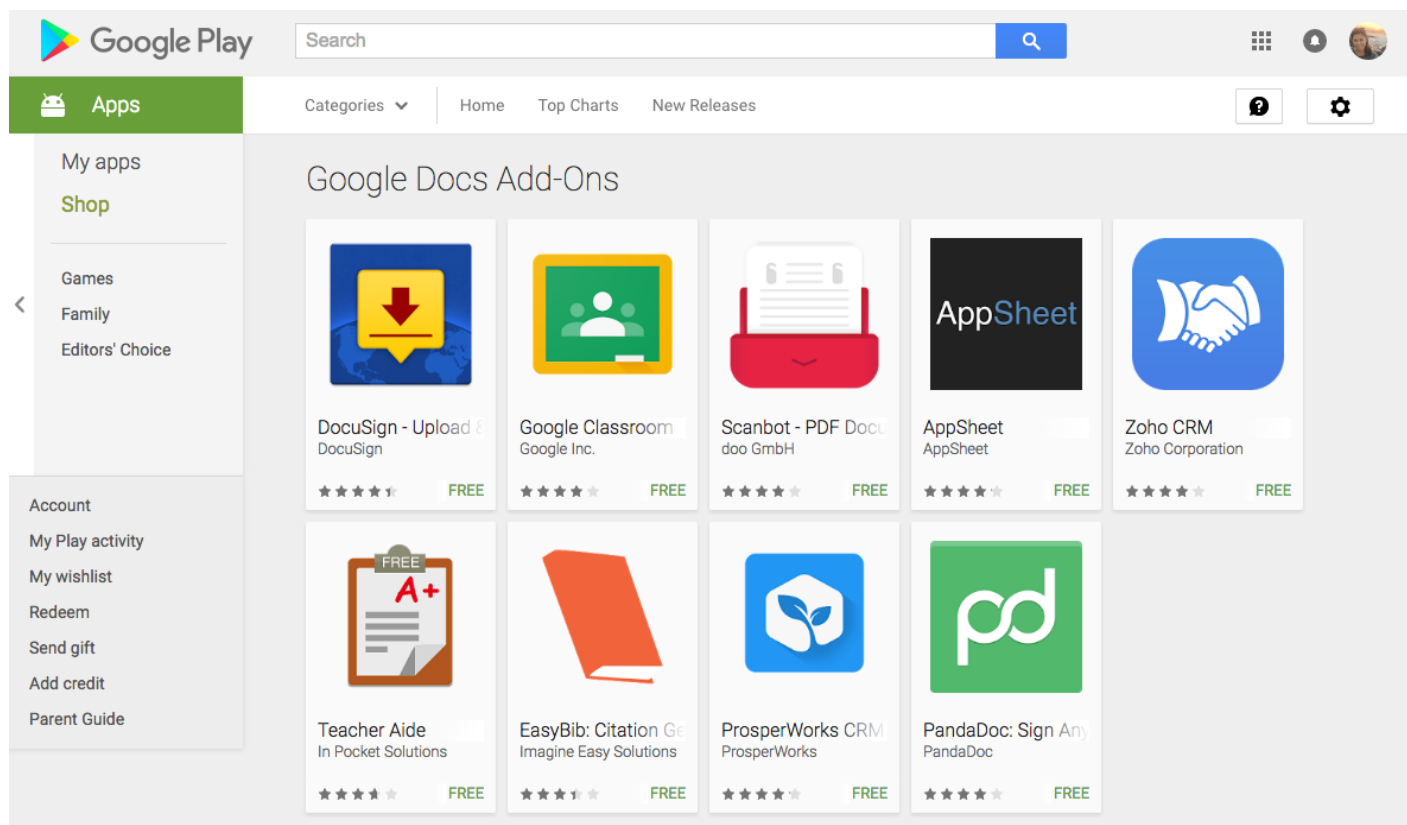 Google Play
Search
Apps
Categories
Home
Top Charts
New Releases
My apps
Shop
Games
Family
Editors' Choice
Account
My Play activity
My wishlist
Redeem
Send gift
Add credit
Parent Guide
Google Docs Add-Ons
AppSheet
DocuSign - Upload &
DocuSign
FREE
Google Classroom
Google Inc.
FREE
Scanbot - PDF Docu
doo GmbH
FREE
AppSheet
AppSheet
FREE
Zoho CRM
Zoho Corporation
FREE
FREE
A+
Teacher Aide
In Pocket Solutions
FREE
EasyBib: Citation Ge
Imagine Easy Solutions
FREE
ProsperWorks CRM
ProsperWorks
FREE
pd
PandaDoc: Sign Any
PandaDoc
FREE